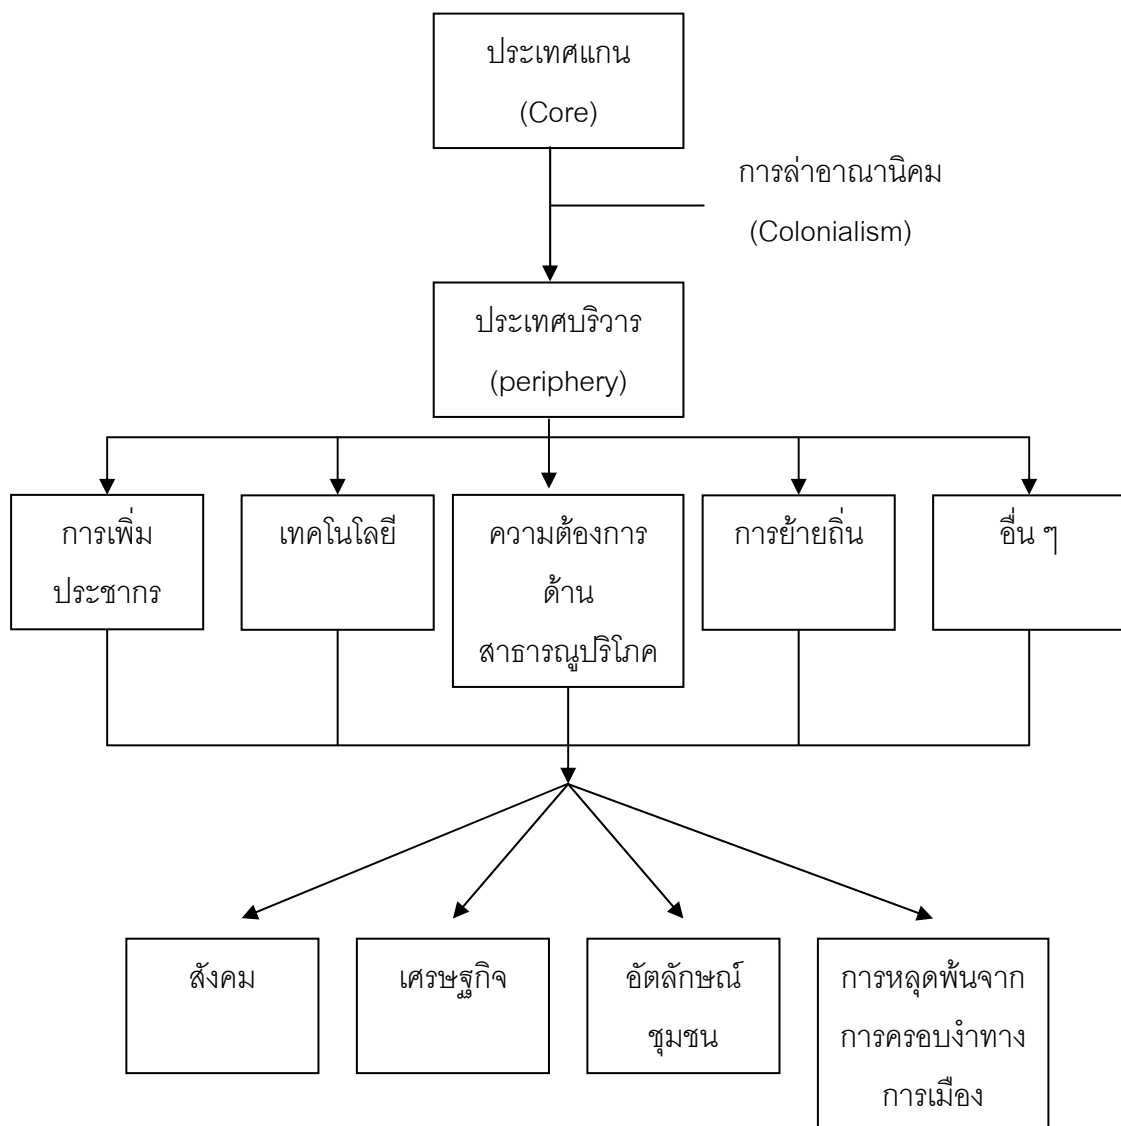 ประเทศแกน
(Core)
การล่าอาณานิคม
(Colonialism)
ประเทศบริวาร
(periphery)
การเพิ่ม
ประชากร
เทคโนโลยี
ความต้องการ
ด้าน
สาธารณูปริโภค
การย้ายถิ่น
อื่น ๆ
สังคม
เศรษฐกิจ
อัตลักษณ์
ชุมชน
การหลุดพ้นจาก
การครอบงำทาง
การเมือง